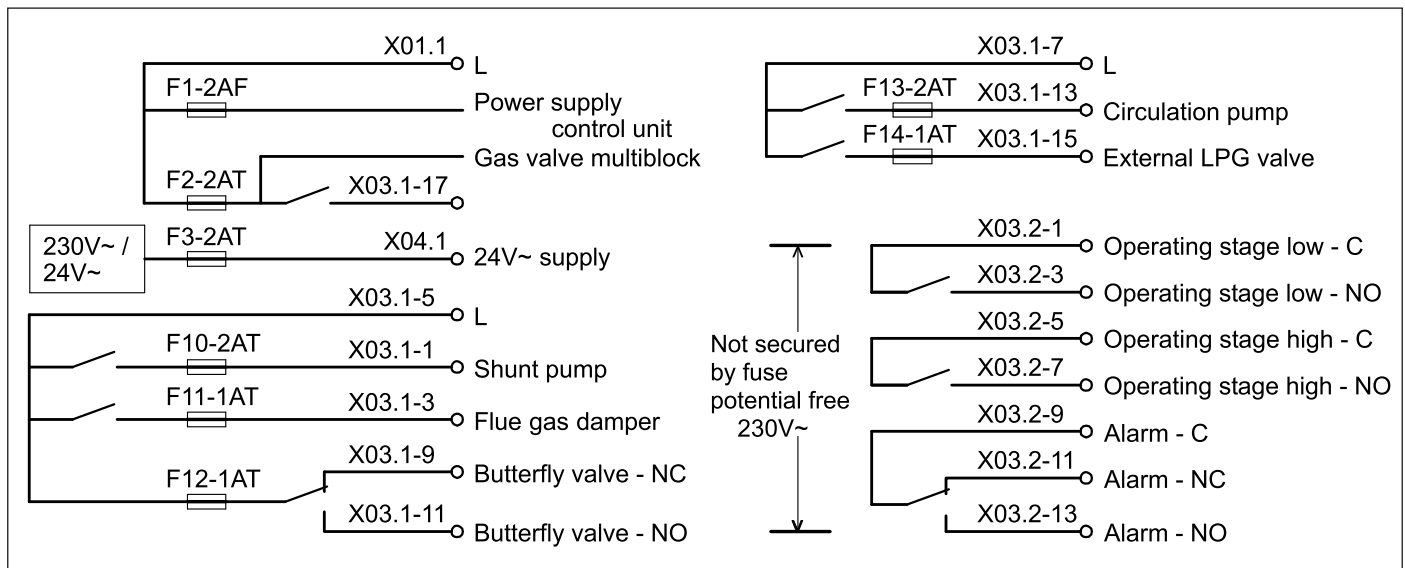 X01.1
L
F1-2AF
Power supply
control unit
Gas valve multiblock
F2-2AT
X03.1-17
230V~ /
24V~
F3-2AT
X04.1
24V~ supply
X03.1-5
L
F10-2AT
X03.1-1
Shunt pump
F11-1AT
X03.1-3
Flue gas damper
X03.1-9
Butterfly valve - NC
F12-1AT
X03.1-11
Butterfly valve - NO
X03.1-7
L
F13-2AT
X03.1-13
Circulation pump
F14-1AT
X03.1-15
External LPG valve
Not secured
by fuse
potential free
230V~
X03.2-1
Operating stage low - C
X03.2-3
Operating stage low - NO
X03.2-5
Operating stage high - C
X03.2-7
Operating stage high - NO
X03.2-9
Alarm - C
X03.2-11
Alarm - NC
X03.2-13
Alarm - NO